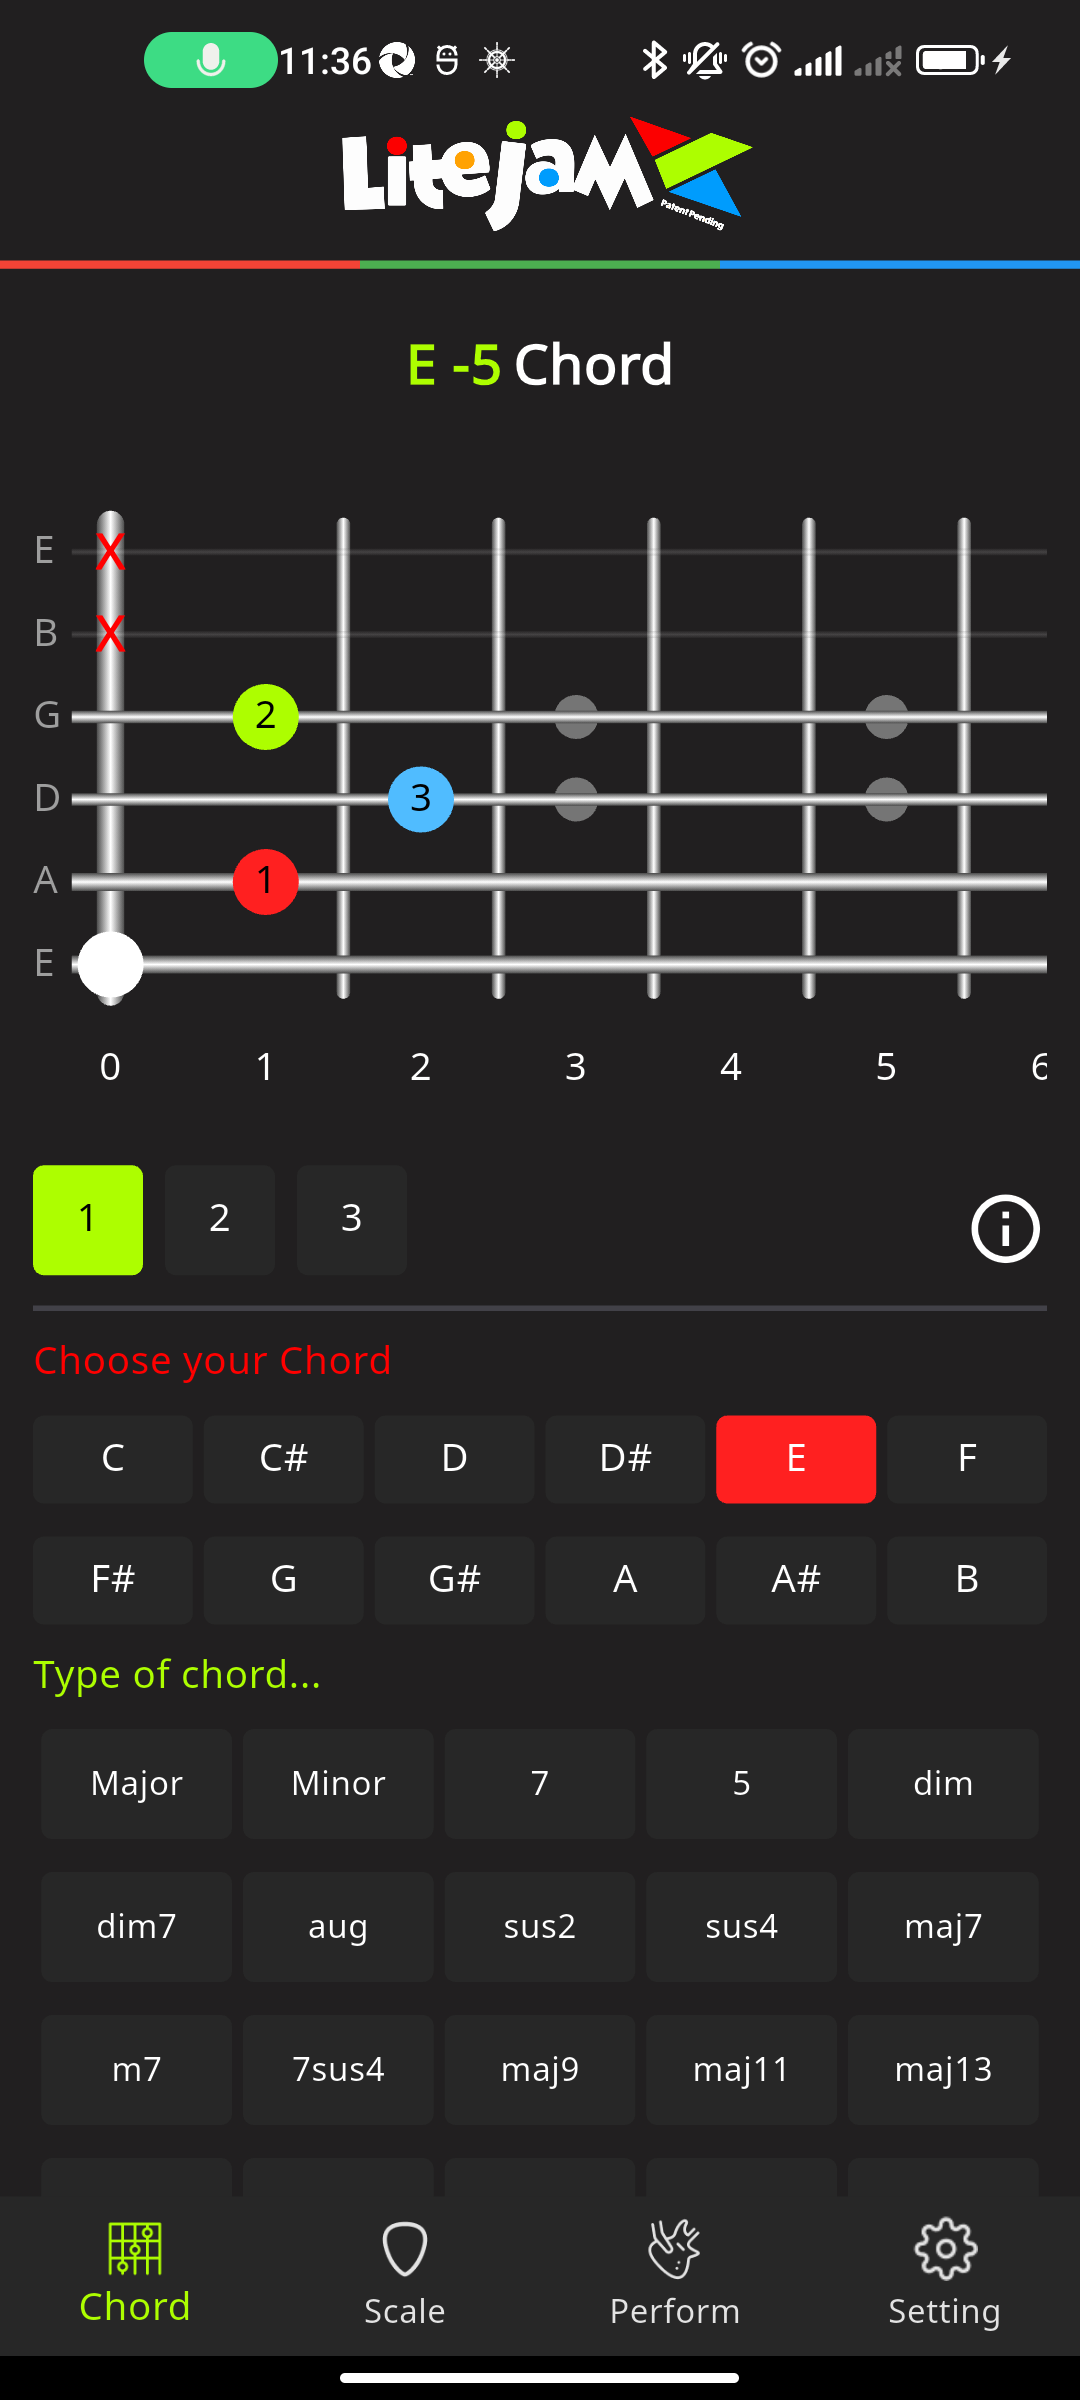 11:36
Litejam
Patent Pending
E -5 Chord
E X
B X
G 2
D 3
A 1
E
0 1 2 3 4 5 6
1 2 3
Choose your Chord
C C# D D# E F
F# G G# A A# B
Type of chord...
Major Minor 7 5 dim
dim7 aug sus2 sus4 maj7
m7 7sus4 maj9 maj11 maj13
Chord Scale Perform Setting